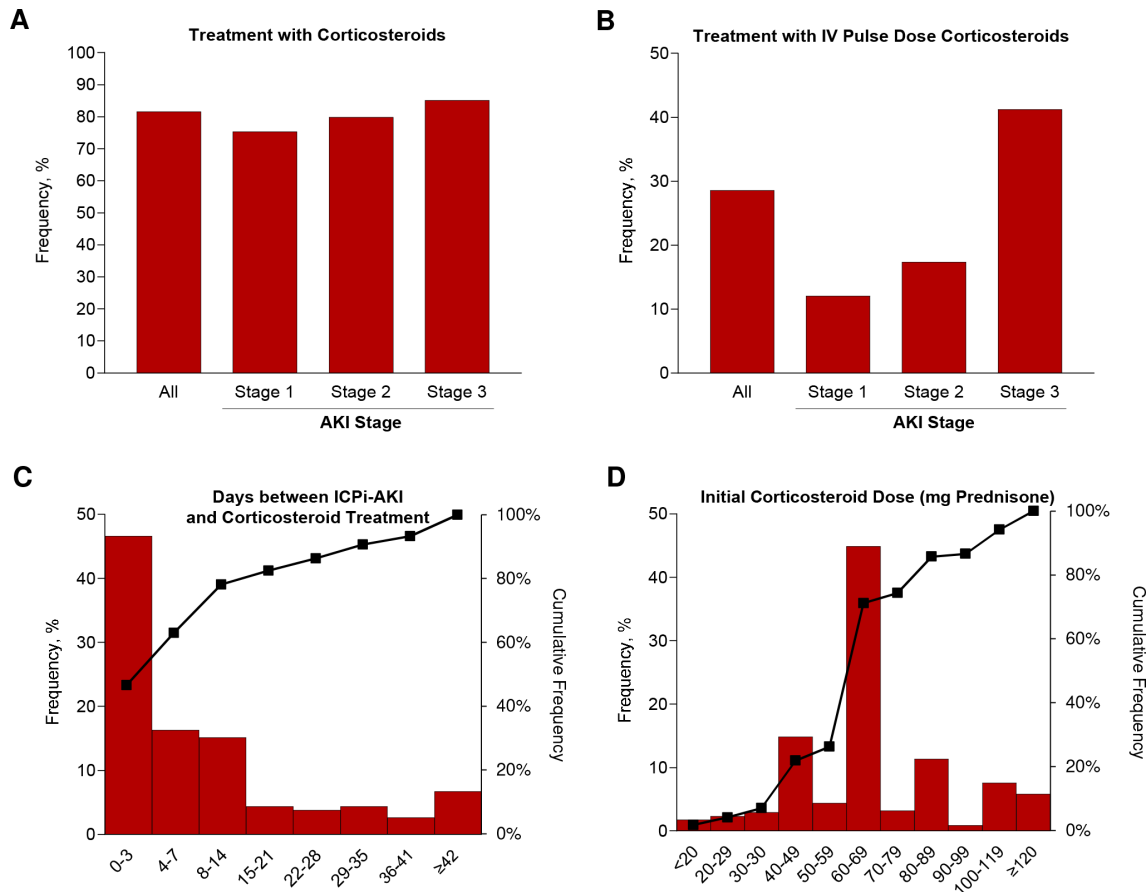 A
Treatment with Corticosteroids
100
90
80
70
60
50
40
30
20
10
0
Frequency, %
All
Stage 1
Stage 2
Stage 3
AKI Stage
B
Treatment with IV Pulse Dose Corticosteroids
50
40
30
20
10
0
Frequency, %
All
Stage 1
Stage 2
Stage 3
AKI Stage
C
Days between ICPi-AKI
and Corticosteroid Treatment
50
40
30
20
10
0
Frequency, %
100%
80%
60%
40%
20%
0%
Cumulative Frequency
0-3
4-7
8-14
15-21
22-28
29-35
36-41
≥42
D
Initial Corticosteroid Dose (mg Prednisone)
50
40
30
20
10
0
Frequency, %
100%
80%
60%
40%
20%
0%
Cumulative Frequency
<20
20-29
30-30
40-49
50-59
60-69
70-79
80-89
90-99
100-119
≥120